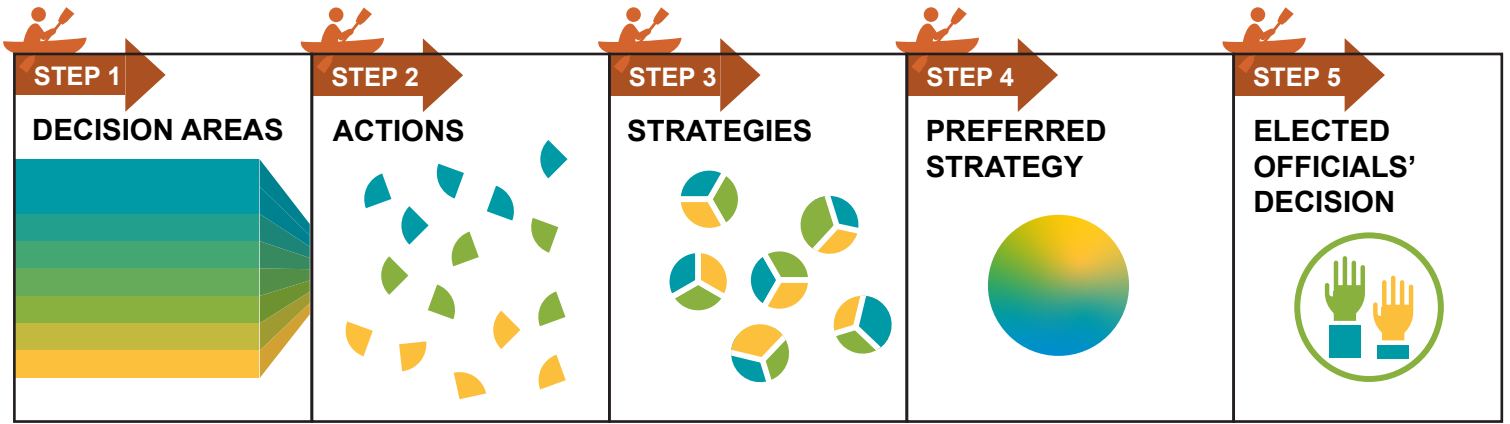 STEP 1
DECISION AREAS
STEP 2
ACTIONS
STEP 3
STRATEGIES
STEP 4
PREFERRED
STRATEGY
STEP 5
ELECTED
OFFICIALS’
DECISION